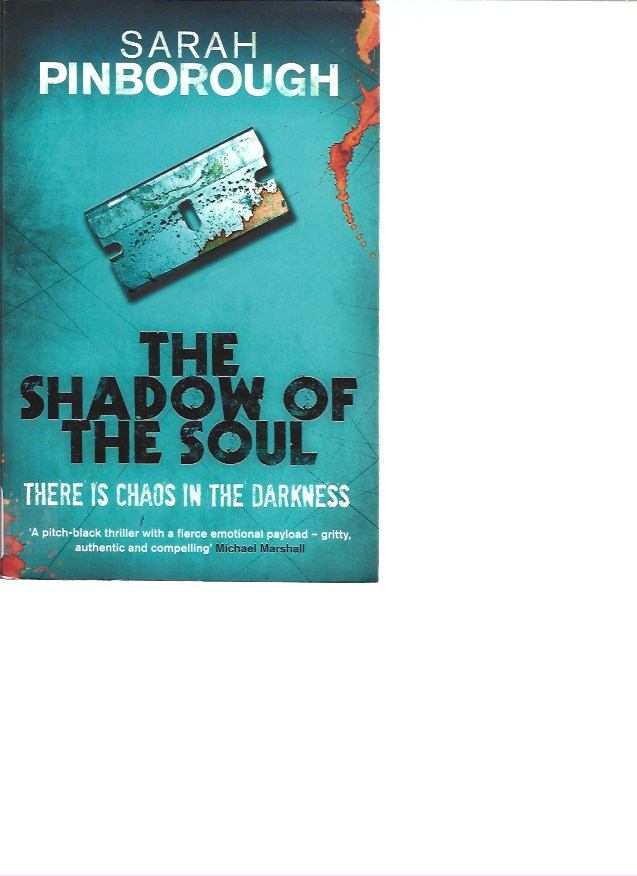 SARAH
PINBOROUGH
THE
SHADOW OF
THE SOUL
THERE IS CHAOS IN THE DARKNESS
'A pitch-black thriller with a fierce emotional payload – gritty,
authentic and compelling' Michael Marshall